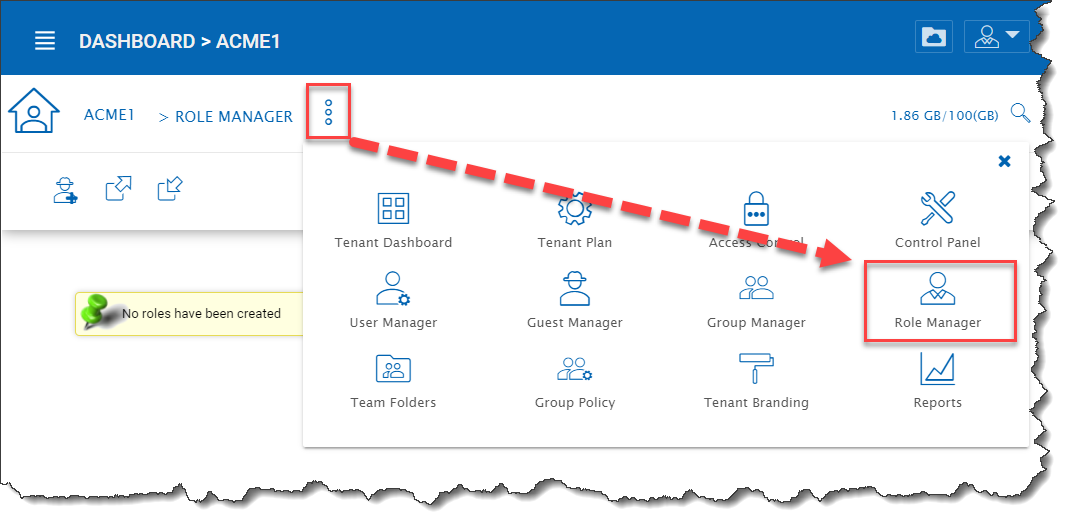 DASHBOARD > ACME1
ACME1 > ROLE MANAGER
1.86 GB/100(GB)
Tenant Dashboard
Tenant Plan
Access Control
Control Panel
User Manager
Guest Manager
Group Manager
Role Manager
No roles have been created
Team Folders
Group Policy
Tenant Branding
Reports